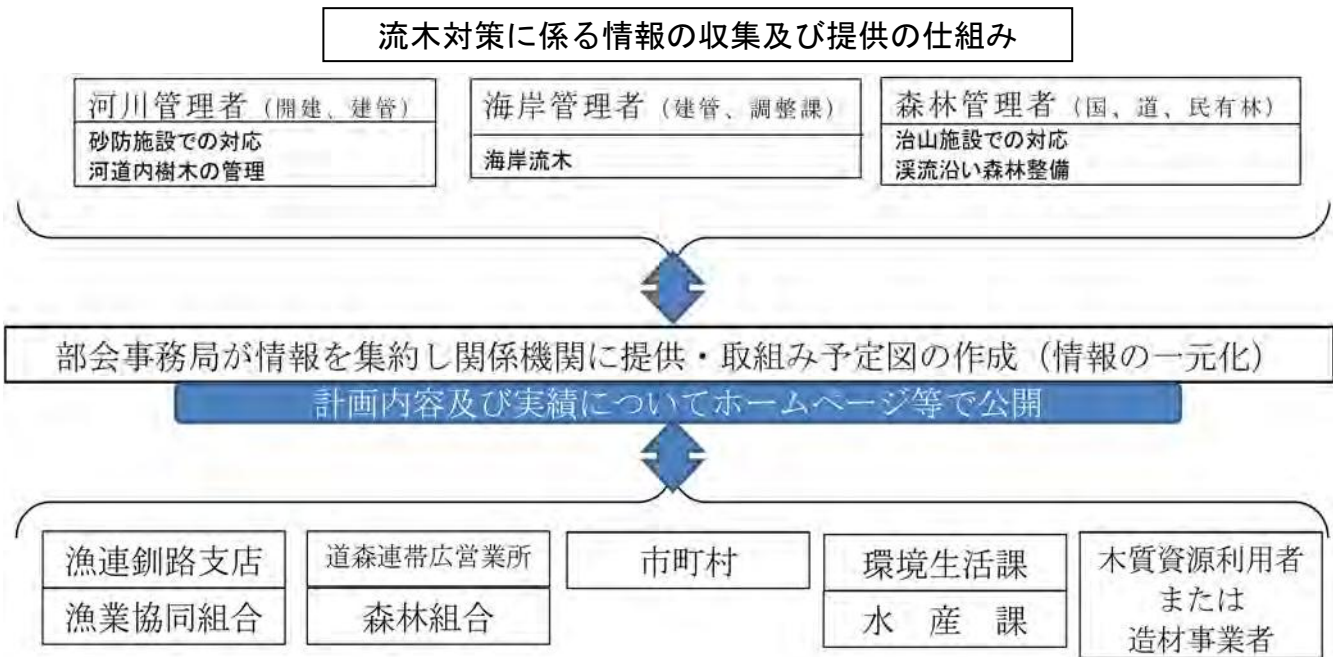 流木対策に係る情報の収集及び提供の仕組み
河川管理者（開建、建管）
砂防施設での対応
河道内樹木の管理
海岸管理者（建管、調整課）
海岸流木
森林管理者（国、道、民有林）
治山施設での対応
渓流沿い森林整備
部会事務局が情報を集約し関係機関に提供・取組み予定図の作成（情報の一元化）
計画内容及び実績についてホームページ等で公開
漁連釧路支店
漁業協同組合
道森連帯広営業所
森林組合
市町村
環境生活課
水　産　課
木質資源利用者
または
造材事業者